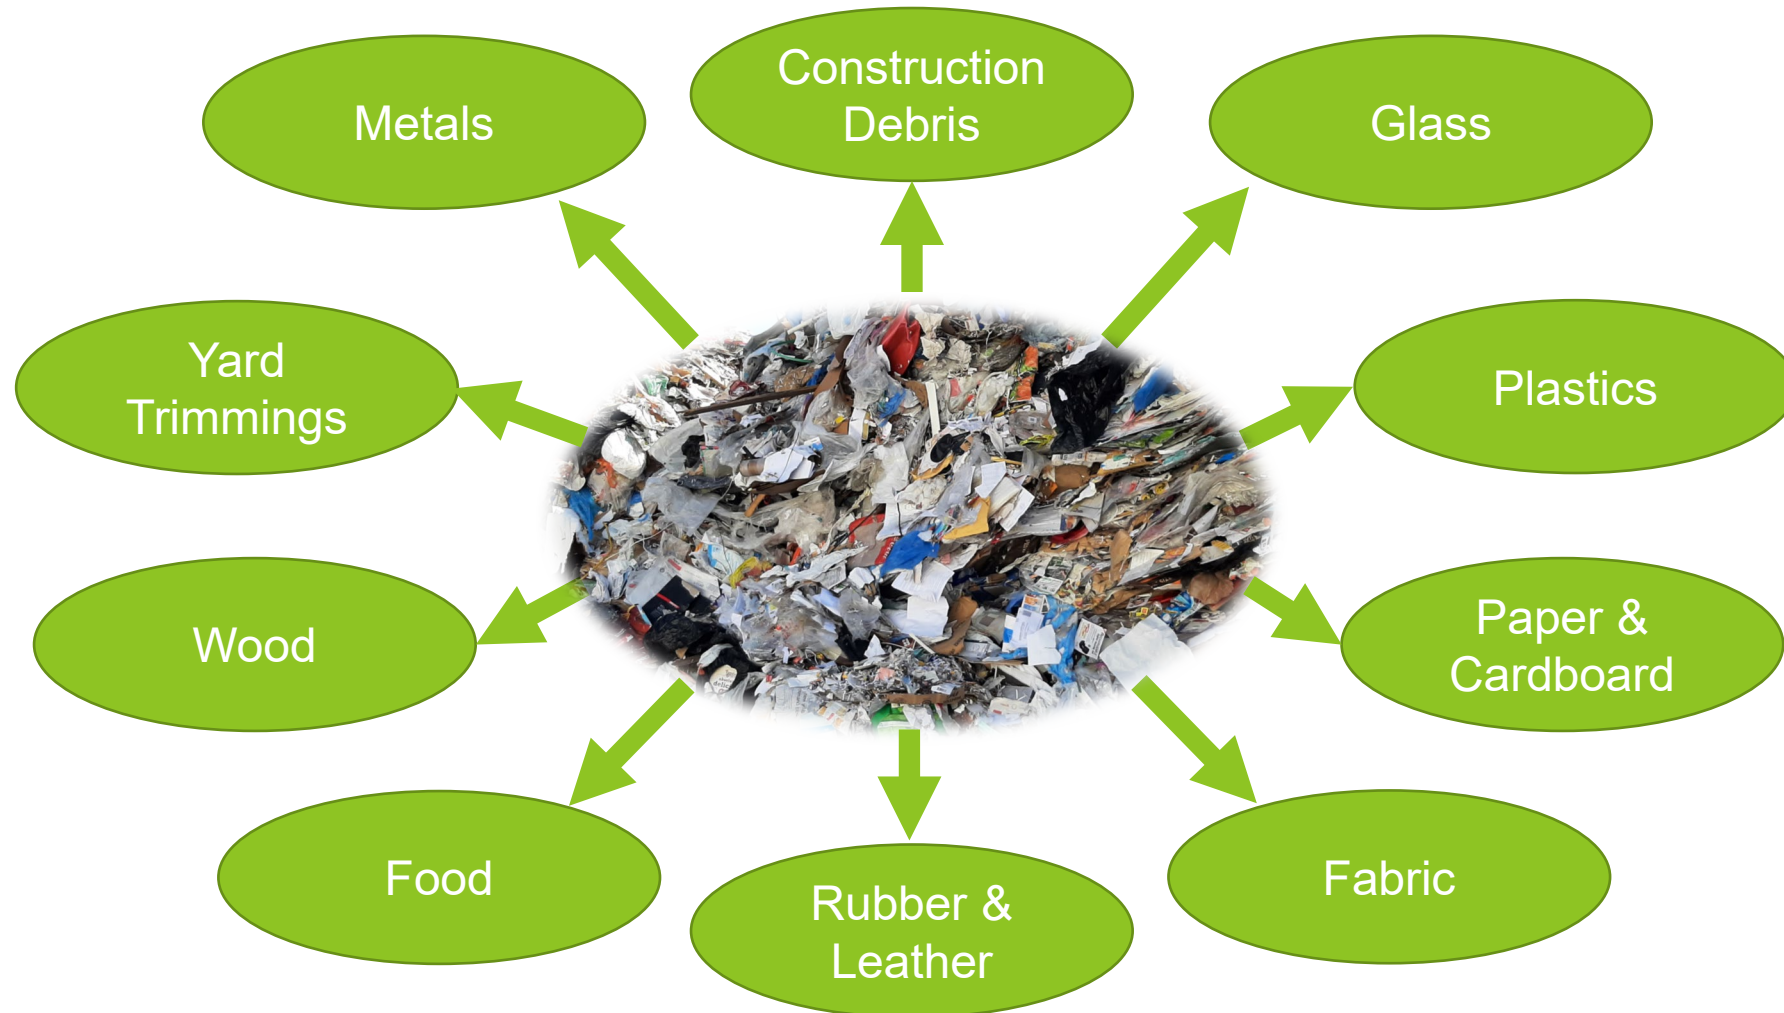 Construction
Debris
Metals
Glass
Yard
Trimmings
Plastics
Wood
Paper &
Cardboard
Food
Fabric
Rubber &
Leather